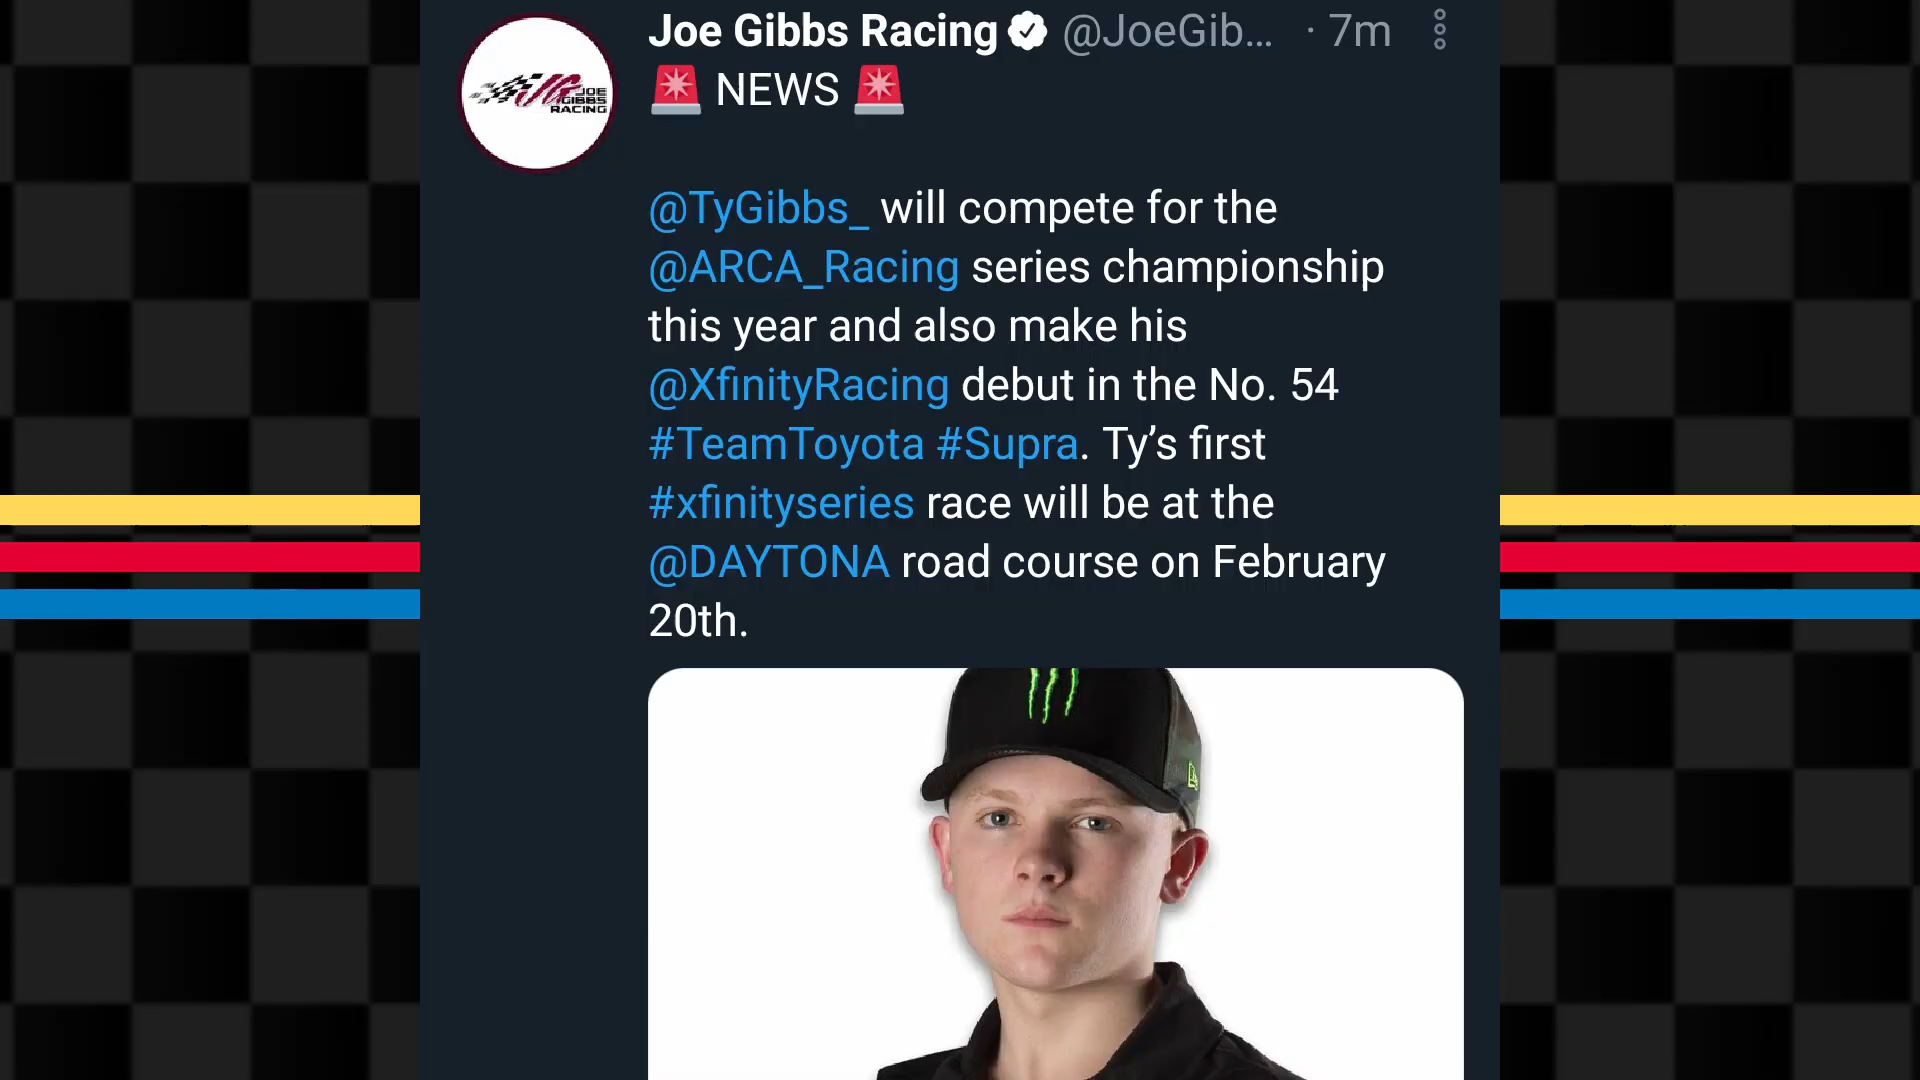 Joe Gibbs Racing @JoeGib... · 7m
JOE
GIBBS
RACING
🚨 NEWS 🚨
@TyGibbs_ will compete for the
@ARCA_Racing series championship
this year and also make his
@XfinityRacing debut in the No. 54
#TeamToyota #Supra. Ty’s first
#xfinityseries race will be at the
@DAYTONA road course on February
20th.